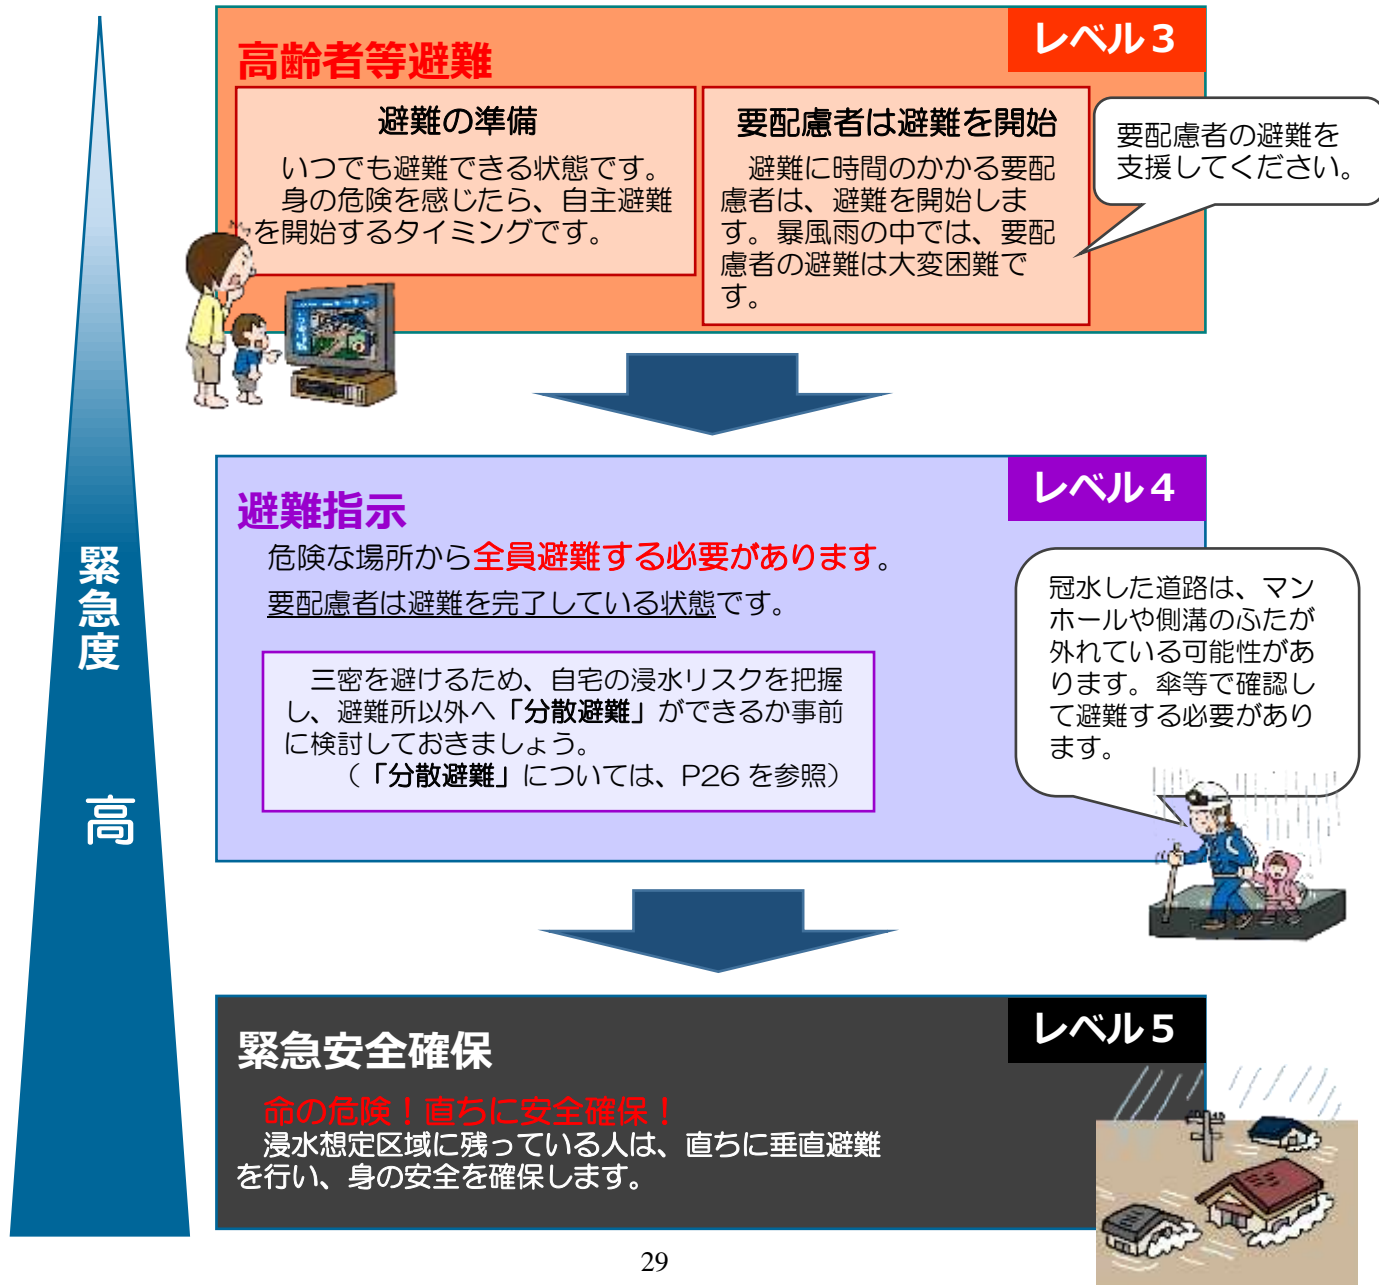 レベル３
高齢者等避難
避難の準備
いつでも避難できる状態です。
身の危険を感じたら、自主避難
を開始するタイミングです。
要配慮者は避難を開始
避難に時間のかかる要配
慮者は、避難を開始しま
す。暴風雨の中では、要配
慮者の避難は大変困難で
す。
要配慮者の避難を
支援してください。
緊急度
高
レベル４
避難指示
危険な場所から全員避難する必要があります。
要配慮者は避難を完了している状態です。
三密を避けるため、自宅の浸水リスクを把握
し、避難所以外へ「分散避難」ができるか事前
に検討しておきましょう。
（「分散避難」については、P26 を参照）
冠水した道路は、マン
ホールや側溝のふたが
外れている可能性があ
ります。傘等で確認し
て避難する必要があり
ます。
レベル５
緊急安全確保
命の危険！直ちに安全確保！
浸水想定区域に残っている人は、直ちに垂直避難
を行い、身の安全を確保します。
29